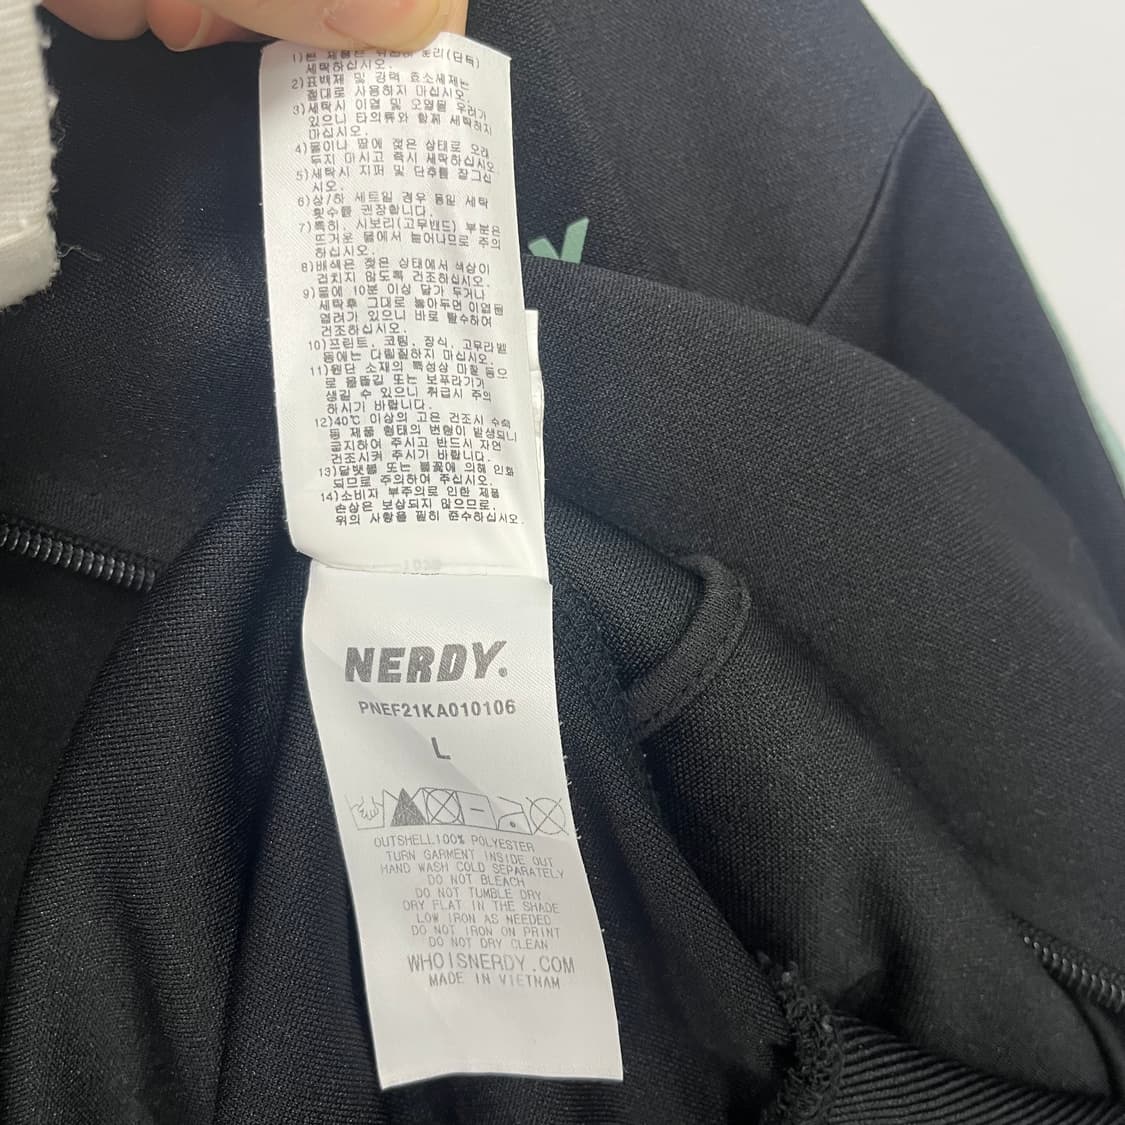 세탁하십시오.
2)표백제 및 강력 효소세제는
절대로 사용하지 마십시오.
3)세탁시 이염 및 오염될 우려가
있으니 타의류와 함께 세탁하지
마십시오.
4)물이나 땀에 젖은 상태로 오래
두지 마시고 즉시 세탁하십시오.
5)세탁시 지퍼 및 단추를 잠그십
시오.
6)상/하 세트일 경우 동일 세탁
횟수를 권장합니다.
7)특히, 시보리(고무밴드) 부분은
뜨거운 물에서 늘어나므로 주의
하십시오.
8)배색은 젖은 상태에서 색상이
겹치지 않도록 건조하십시오.
9)물에 10분 이상 담가 두거나
세탁후 그대로 놓아두면 이염될
염려가 있으니 바로 탈수하여
건조하십시오.
10)프린트, 코팅, 장식, 고무라벨
등에는 다림질하지 마십시오.
11)원단 소재의 특성상 마찰 등으
로 올뜯김 또는 보푸라기가
생길 수 있으니 취급시 주의
하시기 바랍니다.
12)40℃ 이상의 고온 건조시 수축
등 제품 형태의 변형이 발생되니
금지하여 주시고 반드시 자연
건조시켜 주시기 바랍니다.
13)담뱃불 또는 불꽃에 의해 인화
되므로 주의하여 주십시오.
14)소비자 부주의로 인한 제품
손상은 보상되지 않으므로,
위의 사항을 필히 준수하십시오.
NERDY.
PNEF21KA010106
L
OUTSHELL100% POLYESTER
TURN GARMENT INSIDE OUT
HAND WASH COLD SEPARATELY
DO NOT BLEACH
DO NOT TUMBLE DRY
DRY FLAT IN THE SHADE
LOW IRON AS NEEDED
DO NOT IRON ON PRINT
DO NOT DRY CLEAN
WHOISNERDY.COM
MADE IN VIETNAM